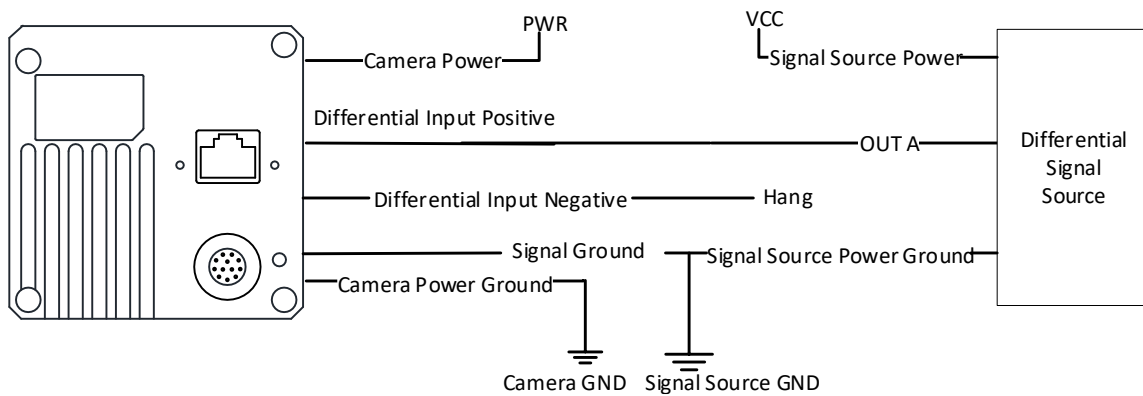 PWR
VCC
Camera Power
Signal Source Power
Differential Input Positive
OUT A
Differential
Signal
Source
Differential Input Negative
Hang
Signal Ground
Signal Source Power Ground
Camera Power Ground
Camera GND
Signal Source GND